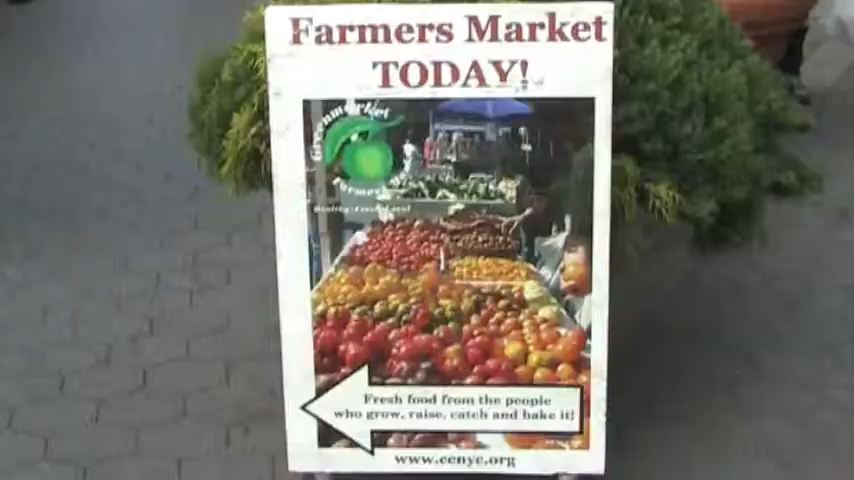 Farmers Market
TODAY!
Greenmarket
Farmers
Fresh food from the people
who grow, raise, catch and bake it!
www.cenyc.org